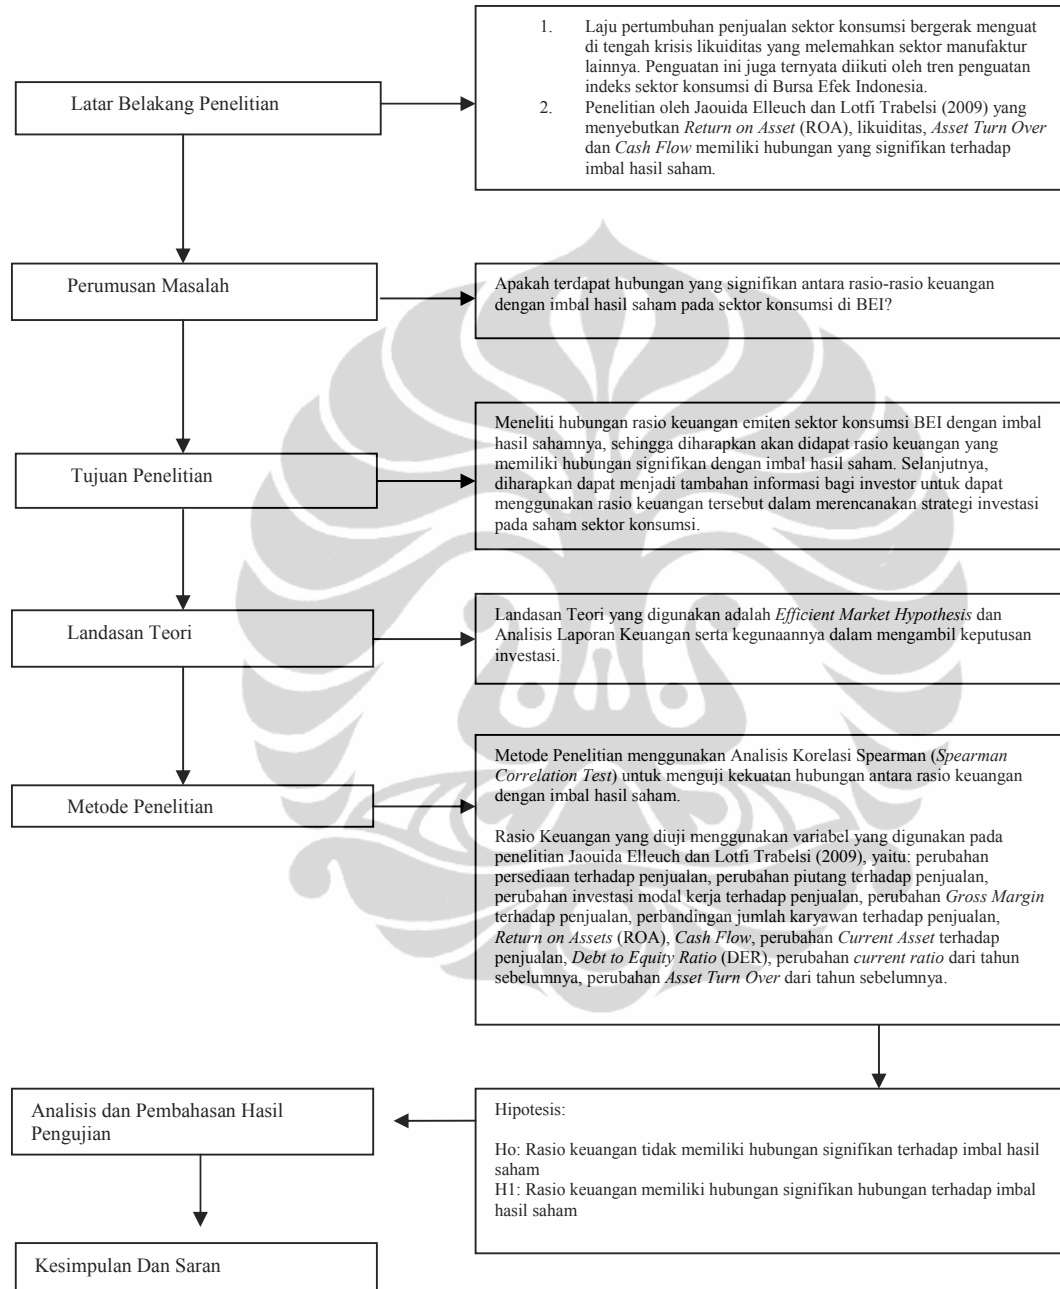 Latar Belakang Penelitian
1. Laju pertumbuhan penjualan sektor konsumsi bergerak menguat
di tengah krisis likuiditas yang melemahkan sektor manufaktur
lainnya. Penguatan ini juga ternyata diikuti oleh tren penguatan
indeks sektor konsumsi di Bursa Efek Indonesia.
2. Penelitian oleh Jaouida Elleuch dan Lotfi Trabelsi (2009) yang
menyebutkan Return on Asset (ROA), likuiditas, Asset Turn Over
dan Cash Flow memiliki hubungan yang signifikan terhadap
imbal hasil saham.
Perumusan Masalah
Apakah terdapat hubungan yang signifikan antara rasio-rasio keuangan
dengan imbal hasil saham pada sektor konsumsi di BEI?
Tujuan Penelitian
Meneliti hubungan rasio keuangan emiten sektor konsumsi BEI dengan imbal
hasil sahamnya, sehingga diharapkan akan didapat rasio keuangan yang
memiliki hubungan signifikan dengan imbal hasil saham. Selanjutnya,
diharapkan dapat menjadi tambahan informasi bagi investor untuk dapat
menggunakan rasio keuangan tersebut dalam merencanakan strategi investasi
pada saham sektor konsumsi.
Landasan Teori
Landasan Teori yang digunakan adalah Efficient Market Hypothesis dan
Analisis Laporan Keuangan serta kegunaannya dalam mengambil keputusan
investasi.
Metode Penelitian
Metode Penelitian menggunakan Analisis Korelasi Spearman (Spearman
Correlation Test) untuk menguji kekuatan hubungan antara rasio keuangan
dengan imbal hasil saham.
Rasio Keuangan yang diuji menggunakan variabel yang digunakan pada
penelitian Jaouida Elleuch dan Lotfi Trabelsi (2009), yaitu: perubahan
persediaan terhadap penjualan, perubahan piutang terhadap penjualan,
perubahan investasi modal kerja terhadap penjualan, perubahan Gross Margin
terhadap penjualan, perbandingan jumlah karyawan terhadap penjualan,
Return on Assets (ROA), Cash Flow, perubahan Current Asset terhadap
penjualan, Debt to Equity Ratio (DER), perubahan current ratio dari tahun
sebelumnya, perubahan Asset Turn Over dari tahun sebelumnya.
Hipotesis:
Ho: Rasio keuangan tidak memiliki hubungan signifikan terhadap imbal hasil
saham
H1: Rasio keuangan memiliki hubungan signifikan hubungan terhadap imbal
hasil saham
Analisis dan Pembahasan Hasil
Pengujian
Kesimpulan Dan Saran